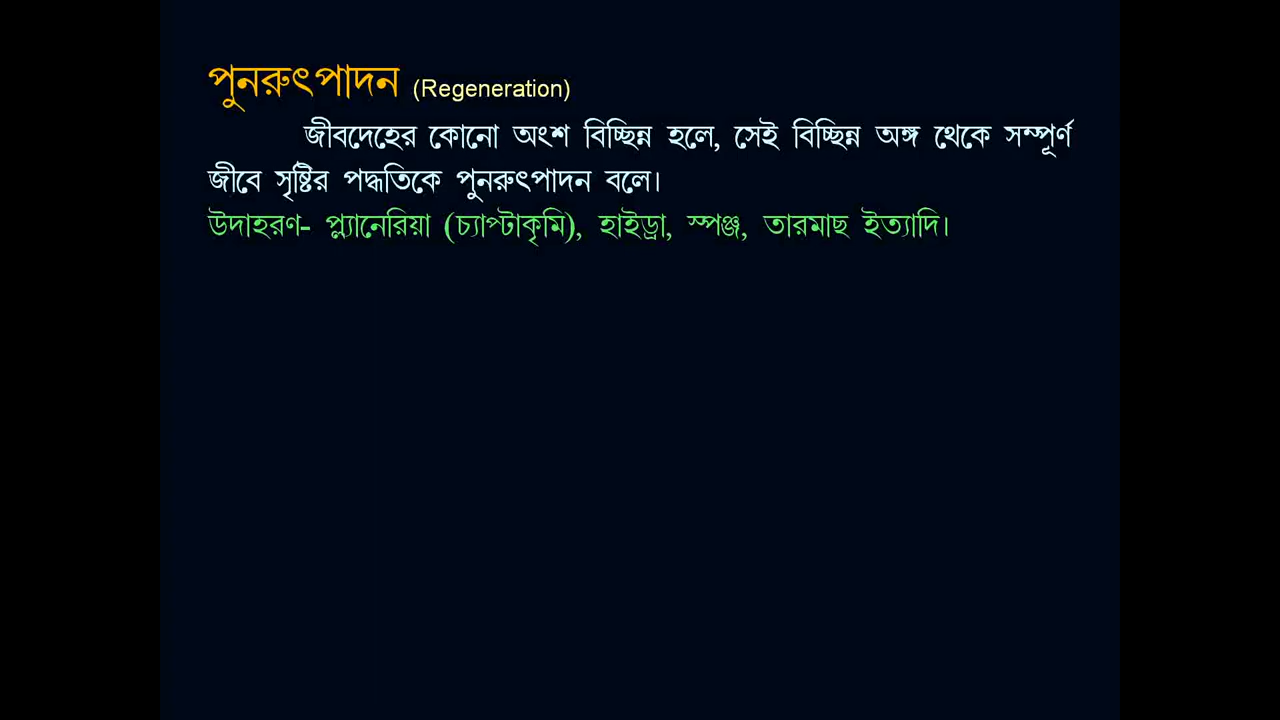 পুনরুৎপাদন (Regeneration)
জীবদেহের কোনো অংশ বিচ্ছিন্ন হলে, সেই বিচ্ছিন্ন অঙ্গ থেকে সম্পূর্ণ
জীবে সৃষ্টির পদ্ধতিকে পুনরুৎপাদন বলে।
উদাহরণ- প্ল্যানেরিয়া (চ্যাপ্টাকৃমি), হাইড্রা, স্পঞ্জ, তারমাছ ইত্যাদি।